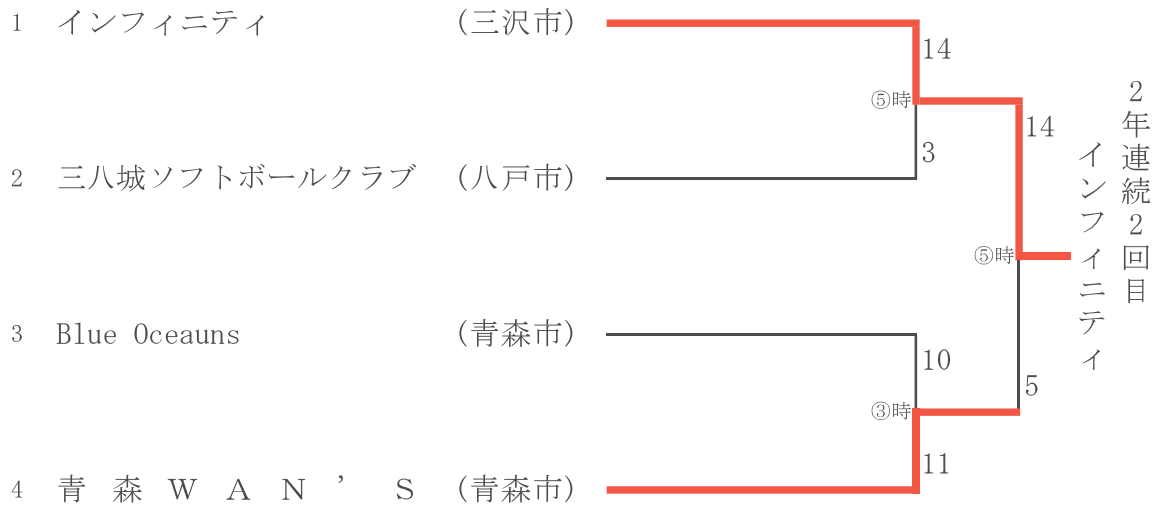 1 インフィニティ (三沢市)
14
⑤時
3
2 三八城ソフトボールクラブ (八戸市)
14
⑤時
5
3 Blue Oceauns (青森市)
10
③時
11
4 青森WAN'S (青森市)
2年連続2回目
インフィニティ